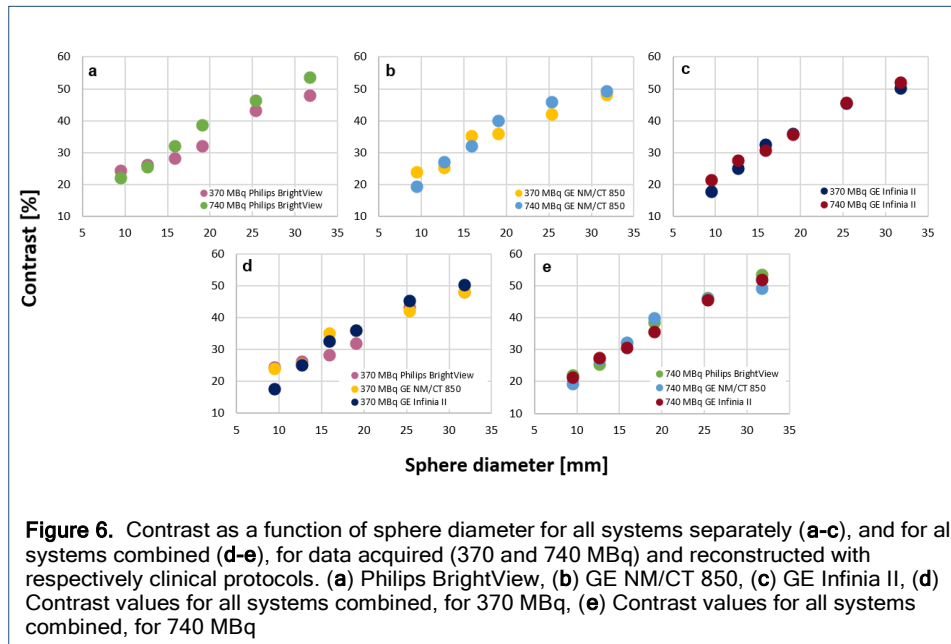 a
60
50
40
30
20
10
5 10 15 20 25 30 35
370 MBq Philips BrightView
740 MBq Philips BrightView
b
60
50
40
30
20
10
5 10 15 20 25 30 35
370 MBq GE NM/CT 850
740 MBq GE NM/CT 850
c
60
50
40
30
20
10
5 10 15 20 25 30 35
370 MBq GE Infinia II
740 MBq GE Infinia II
Contrast [%]
d
60
50
40
30
20
10
5 10 15 20 25 30 35
370 MBq Philips BrightView
370 MBq GE NM/CT 850
370 MBq GE Infinia II
e
60
50
40
30
20
10
5 10 15 20 25 30 35
740 MBq Philips BrightView
740 MBq GE NM/CT 850
740 MBq GE Infinia II
Sphere diameter [mm]
Figure 6. Contrast as a function of sphere diameter for all systems separately (a-c), and for al
systems combined (d-e), for data acquired (370 and 740 MBq) and reconstructed with
respectively clinical protocols. (a) Philips BrightView, (b) GE NM/CT 850, (c) GE Infinia II, (d)
Contrast values for all systems combined, for 370 MBq, (e) Contrast values for all systems
combined, for 740 MBq